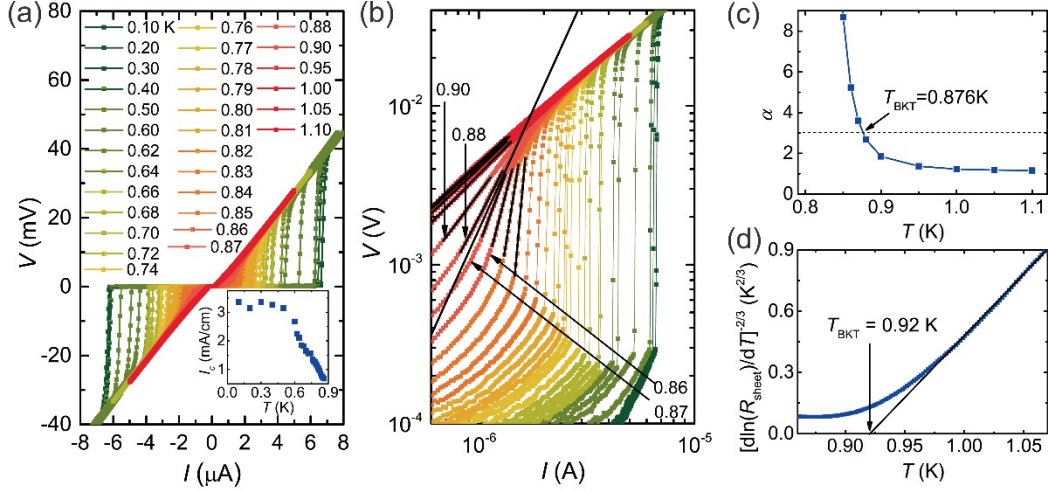 (a)
80
60
40
20
0
-20
-40
V (mV)
0.10 K
0.20
0.30
0.40
0.50
0.60
0.62
0.64
0.66
0.68
0.70
0.72
0.74
0.76
0.77
0.78
0.79
0.80
0.81
0.82
0.83
0.84
0.85
0.86
0.87
0.88
0.90
0.95
1.00
1.05
1.10
Ic (mA/cm)
3
2
1
0.0 0.3 0.6 0.9
T (K)
-8 -6 -4 -2 0 2 4 6 8
I (μA)
(b)
10-2
10-3
10-4
V (V)
0.90
0.88
0.86
0.87
10-6 10-5
I (A)
(c)
8
6
4
2
0
α
TBKT=0.876K
0.8 0.9 1.0 1.1
T (K)
(d)
0.9
0.6
0.3
0.0
[dln(Rsheet)/dT]-2/3 (K2/3)
TBKT = 0.92 K
0.90 0.95 1.00 1.05
T (K)